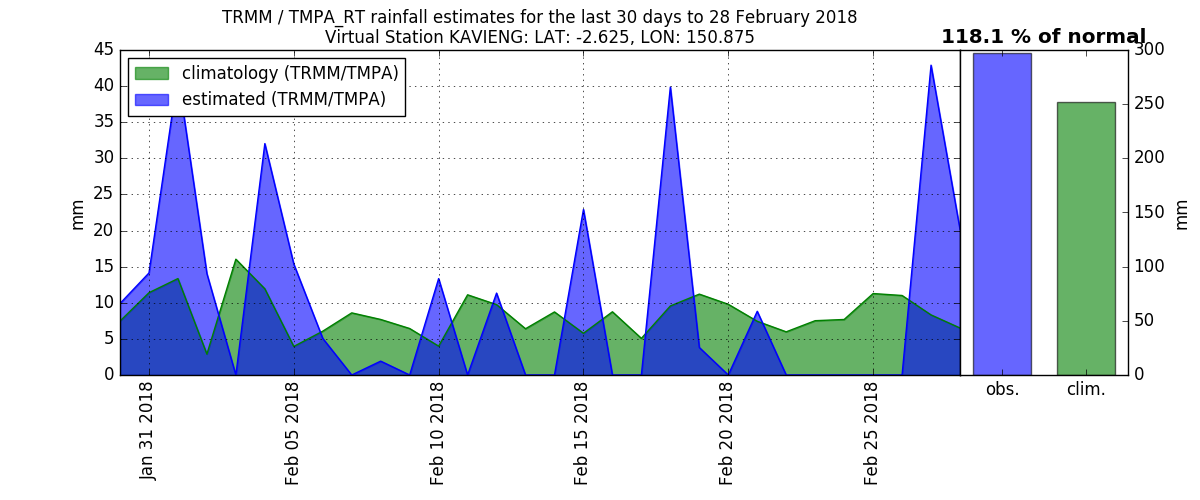 TRMM / TMPA_RT rainfall estimates for the last 30 days to 28 February 2018
Virtual Station KAVIENG: LAT: -2.625, LON: 150.875
118.1 % of normal
climatology (TRMM/TMPA)
estimated (TRMM/TMPA)
mm
45
40
35
30
25
20
15
10
5
0
Jan 31 2018
Feb 05 2018
Feb 10 2018
Feb 15 2018
Feb 20 2018
Feb 25 2018
obs.
clim.
300
250
200
150
100
50
0
mm